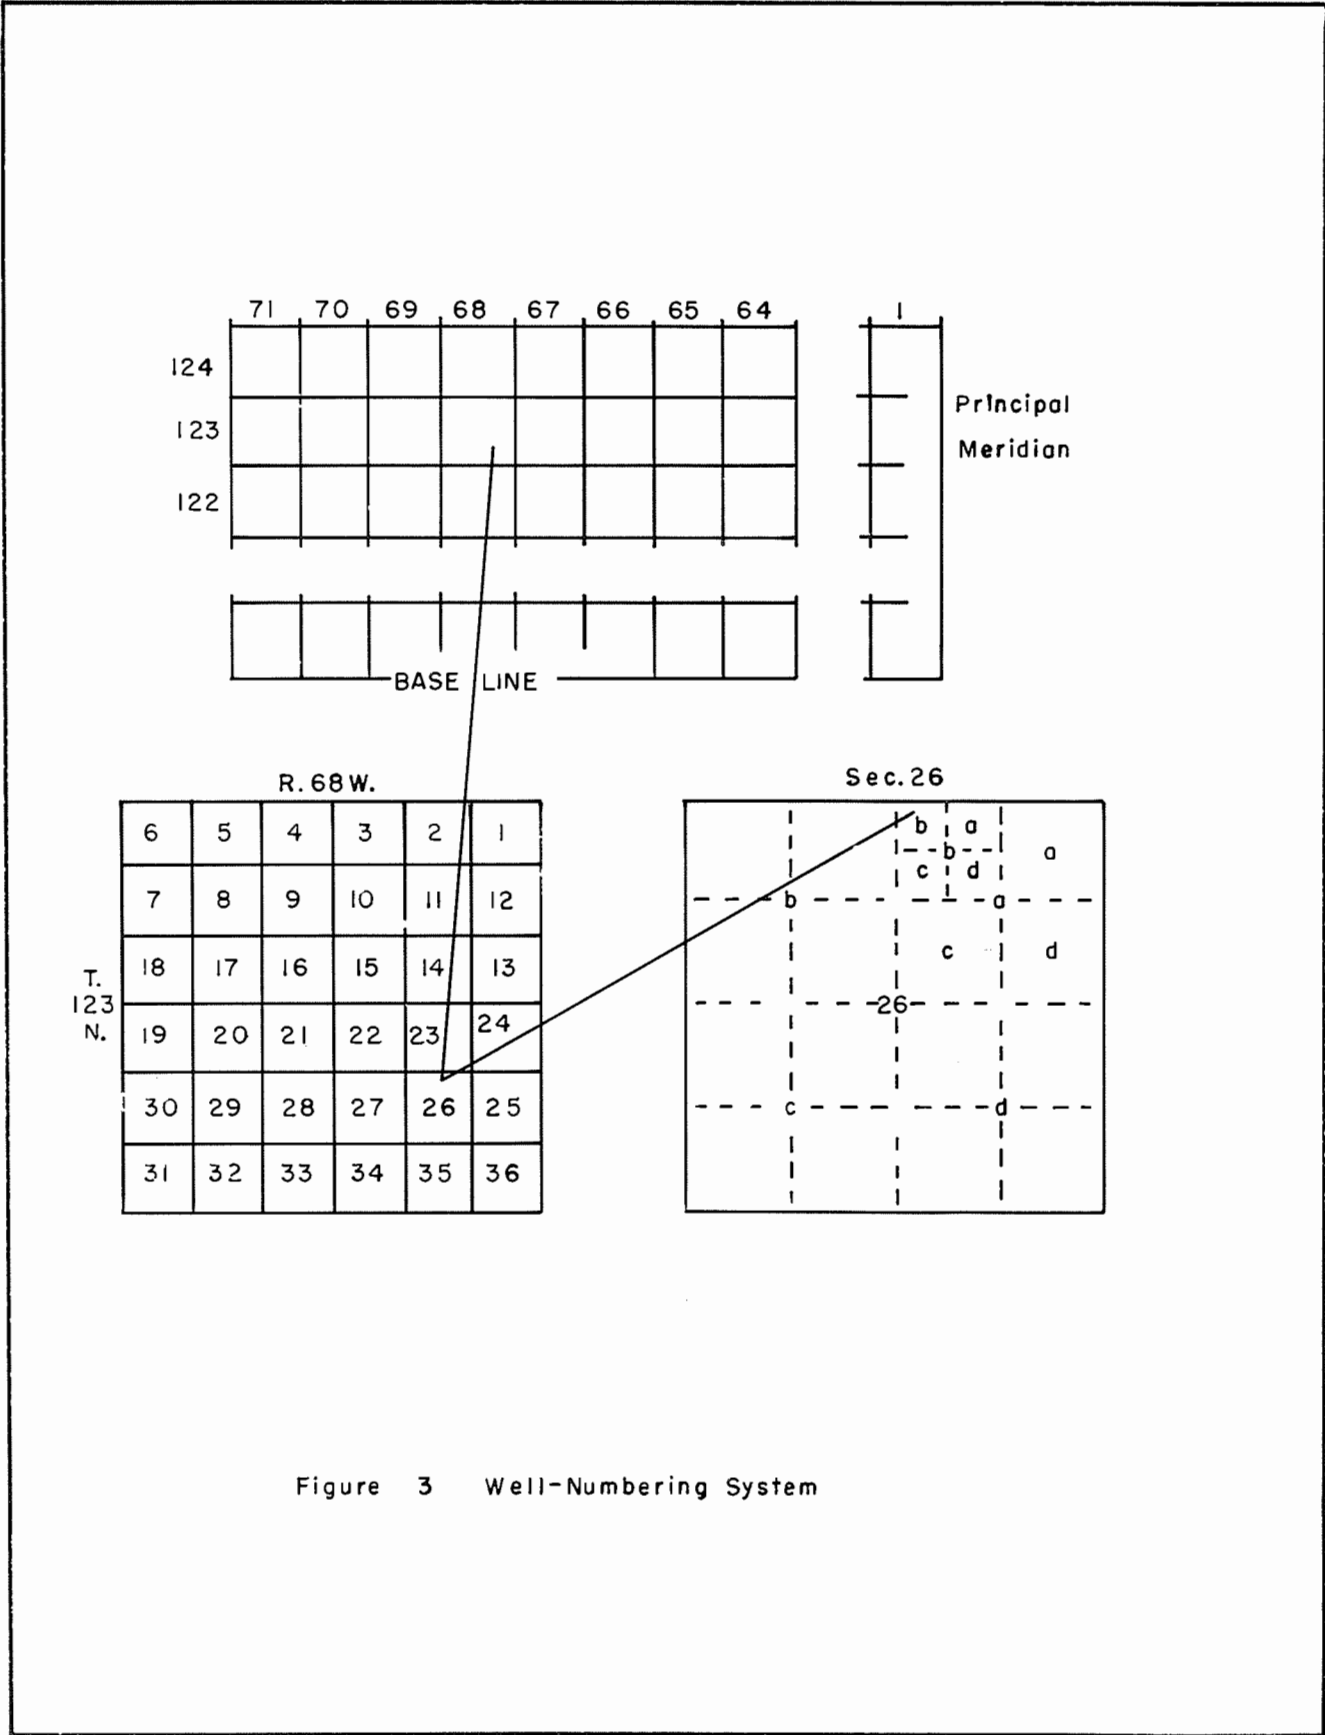 71 70 69 68 67 66 65 64 1
124
123
122
Principal
Meridian
BASE LINE
R. 68 W.
T.
123
N.
6 5 4 3 2 1
7 8 9 10 11 12
18 17 16 15 14 13
19 20 21 22 23 24
30 29 28 27 26 25
31 32 33 34 35 36
Sec. 26
b a
b a
c d
b a
c d
26
c d
Figure 3 Well-Numbering System